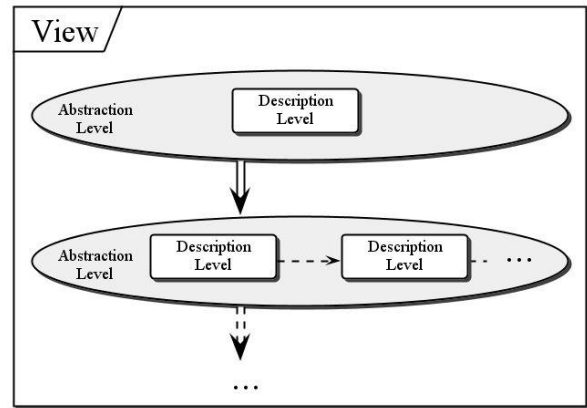 View
Abstraction
Level
Description
Level
Abstraction
Level
Description
Level
Description
Level
...
...